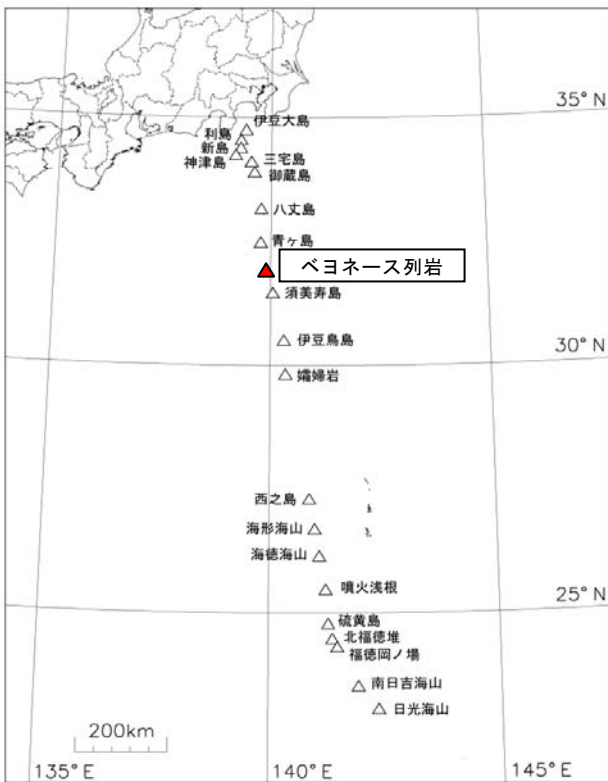 35°N
伊豆大島
利島
新島
神津島
三宅島
御蔵島
八丈島
青ヶ島
ベヨネース列岩
須美寿島
伊豆鳥島
30°N
孀婦岩
西之島
海形海山
海徳海山
噴火浅根
25°N
硫黄島
北福徳堆
福徳岡ノ場
南日吉海山
日光海山
200km
135°E
140°E
145°E